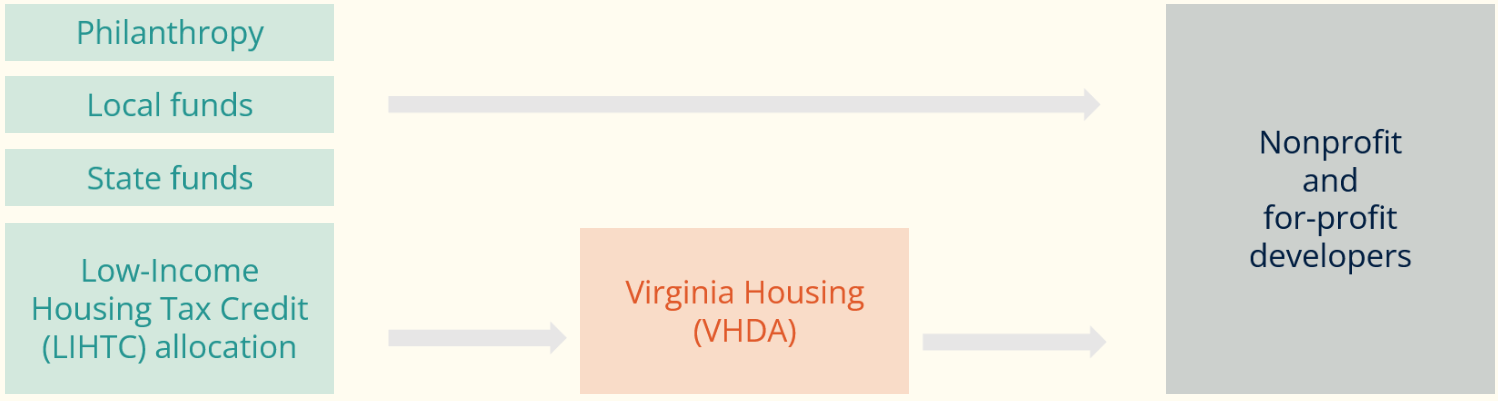 Philanthropy
Local funds
State funds
Low-Income
Housing Tax Credit
(LIHTC) allocation
Virginia Housing
(VHDA)
Nonprofit
and
for-profit
developers